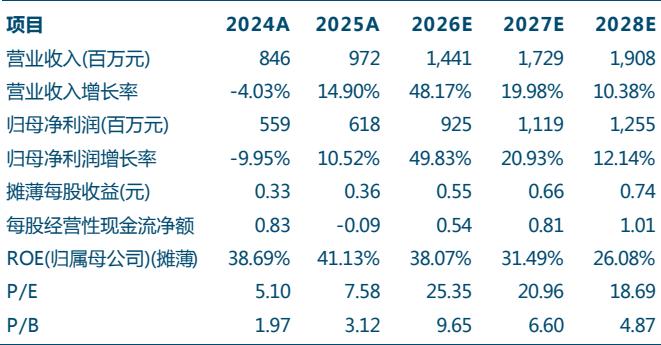 项目 2024A 2025A 2026E 2027E 2028E
营业收入(百万元) 846 972 1,441 1,729 1,908
营业收入增长率 -4.03% 14.90% 48.17% 19.98% 10.38%
归母净利润(百万元) 559 618 925 1,119 1,255
归母净利润增长率 -9.95% 10.52% 49.83% 20.93% 12.14%
摊薄每股收益(元) 0.33 0.36 0.55 0.66 0.74
每股经营性现金流净额 0.83 -0.09 0.54 0.81 1.01
ROE(归属母公司)(摊薄) 38.69% 41.13% 38.07% 31.49% 26.08%
P/E 5.10 7.58 25.35 20.96 18.69
P/B 1.97 3.12 9.65 6.60 4.87